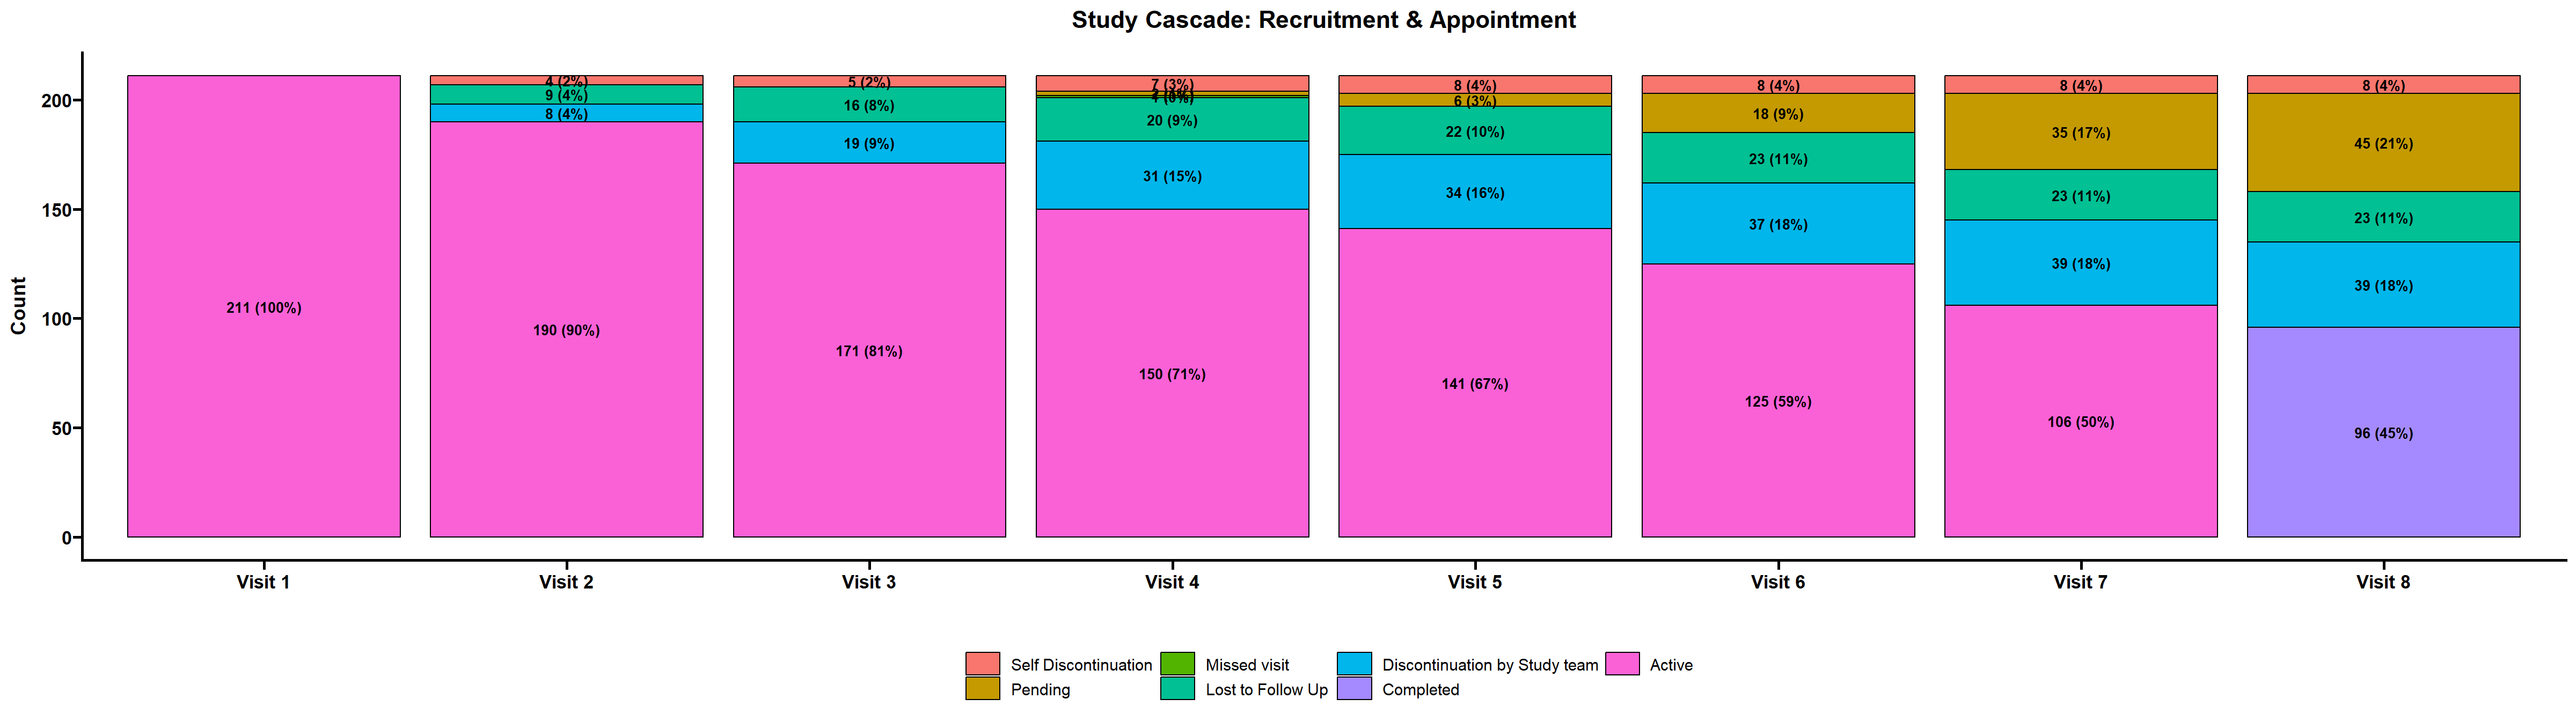 Study Cascade: Recruitment & Appointment
Count
200
150
100
50
0
211 (100%)
4 (2%)
9 (4%)
8 (4%)
190 (90%)
5 (2%)
16 (8%)
19 (9%)
171 (81%)
7 (3%)
20 (9%)
31 (15%)
150 (71%)
8 (4%)
6 (3%)
22 (10%)
34 (16%)
141 (67%)
8 (4%)
18 (9%)
23 (11%)
37 (18%)
125 (59%)
8 (4%)
35 (17%)
23 (11%)
39 (18%)
106 (50%)
8 (4%)
45 (21%)
23 (11%)
39 (18%)
96 (45%)
Visit 1
Visit 2
Visit 3
Visit 4
Visit 5
Visit 6
Visit 7
Visit 8
Self Discontinuation
Missed visit
Discontinuation by Study team
Active
Pending
Lost to Follow Up
Completed